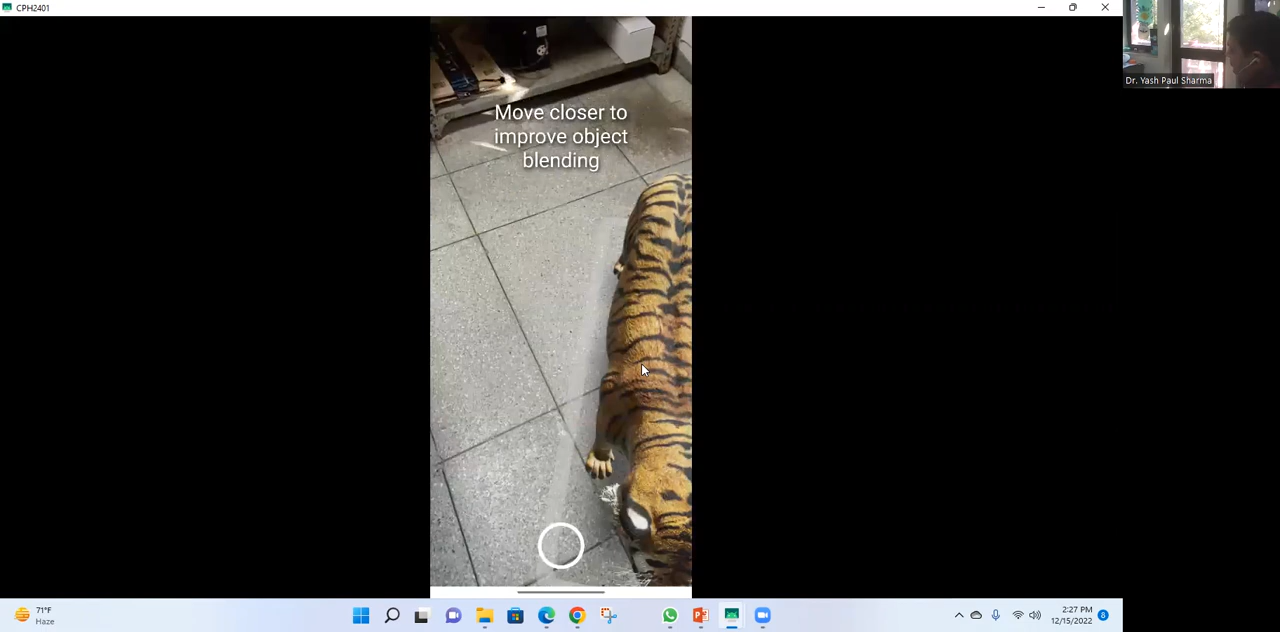 CPH2401
Dr. Yash Paul Sharma
Move closer to
improve object
blending
71°F
Haze
2:27 PM
12/15/2022
8